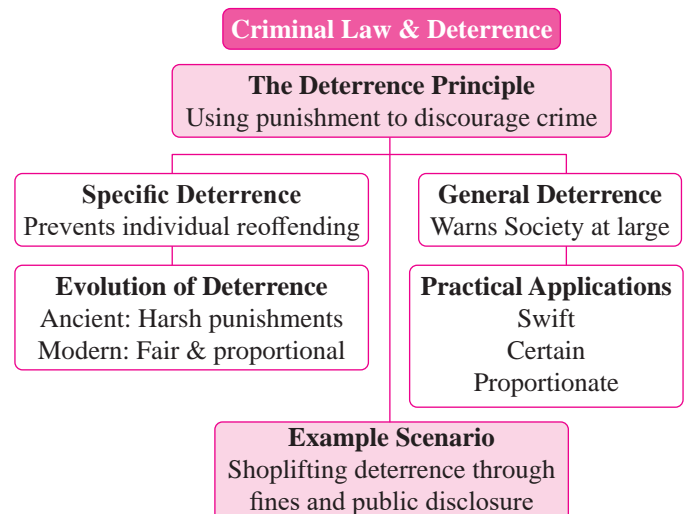 Criminal Law & Deterrence
The Deterrence Principle
Using punishment to discourage crime
Specific Deterrence
Prevents individual reoffending
General Deterrence
Warns Society at large
Evolution of Deterrence
Ancient: Harsh punishments
Modern: Fair & proportional
Practical Applications
Swift
Certain
Proportionate
Example Scenario
Shoplifting deterrence through
fines and public disclosure